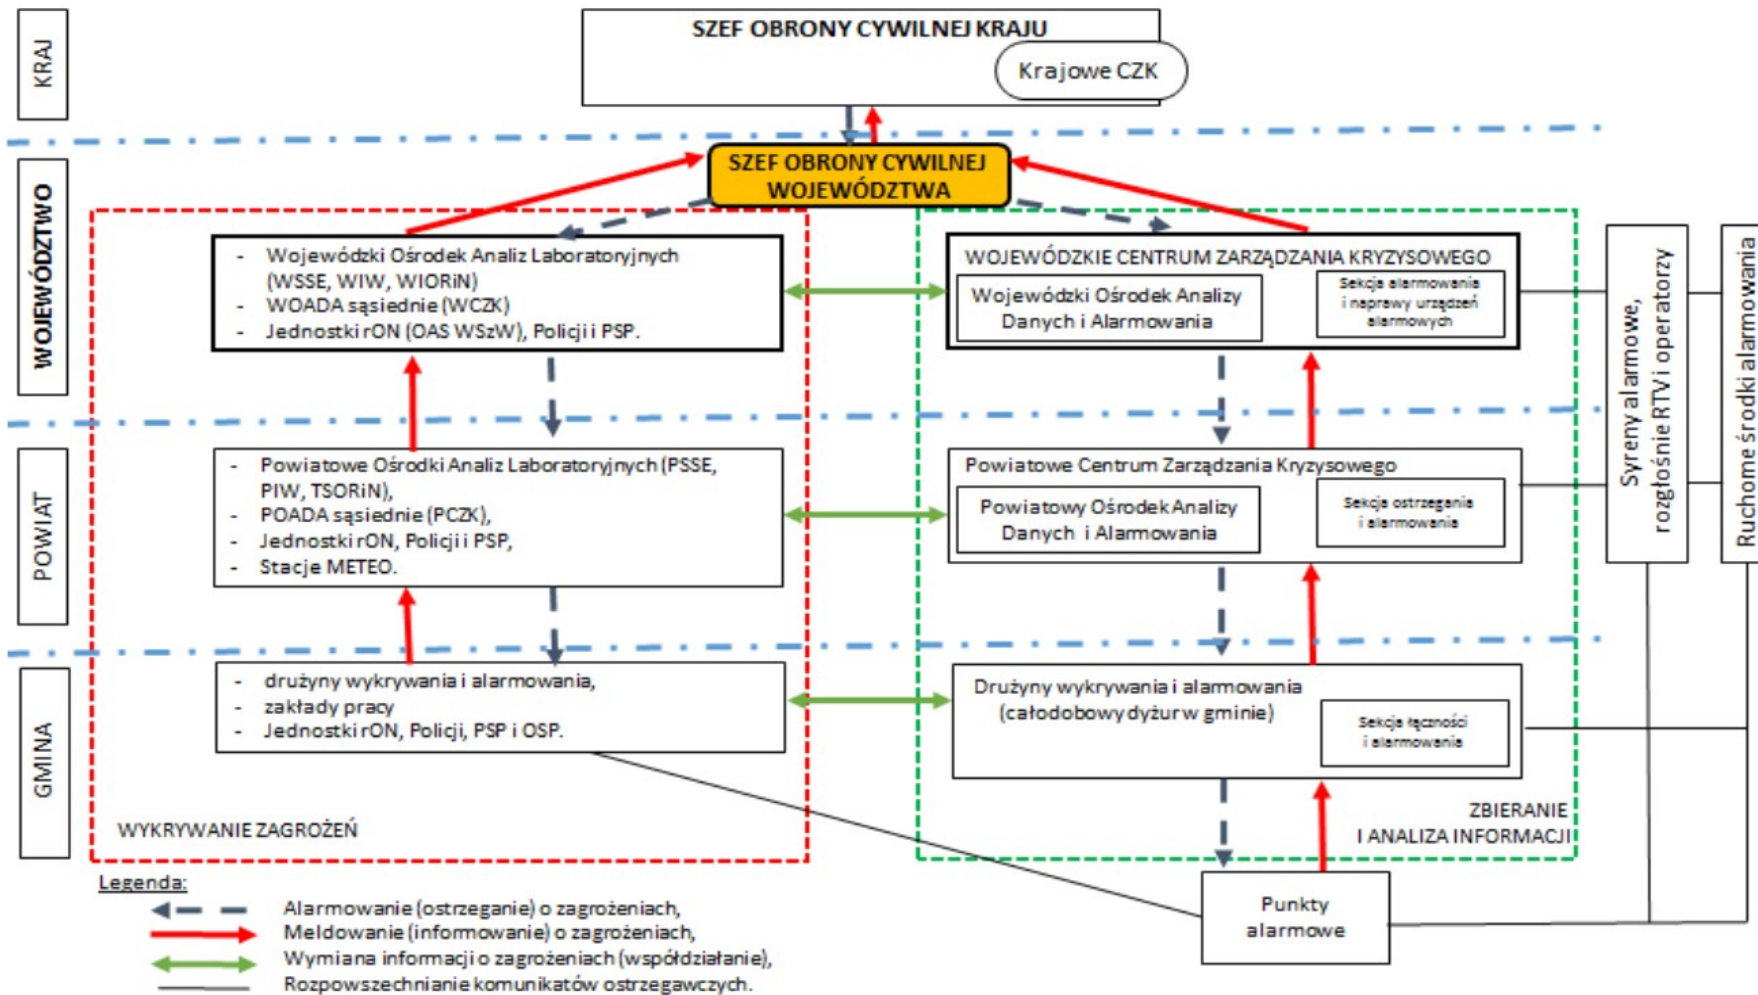 KRAJ
SZEF OBRONY CYWILNEJ KRAJU
Krajowe CZK
WOJEWÓDZTWO
SZEF OBRONY CYWILNEJ
WOJEWÓDZTWA
- Wojewódzki Ośrodek Analiz Laboratoryjnych
(WSSE, WIW, WIORiN)
- WOADA sąsiednie (WCZK)
- Jednostki rON (OAS WSzW), Policji i PSP.
WOJEWÓDZKIE CENTRUM ZARZĄDZANIA KRYZYSOWEGO
Wojewódzki Ośrodek Analizy
Danych i Alarmowania
Sekcja alarmowania
i naprawy urządzeń
alarmowych
Syreny alarmowe,
rozgłośnie RTV i operatorzy
Ruchome środki alarmowania
POWIAT
- Powiatowe Ośrodki Analiz Laboratoryjnych (PSSE,
PIW, TSORiN),
- POADA sąsiednie (PCZK),
- Jednostki rON, Policji i PSP,
- Stacje METEO.
Powiatowe Centrum Zarządzania Kryzysowego
Powiatowy Ośrodek Analizy
Danych i Alarmowania
Sekcja ostrzegania
i alarmowania
GMINA
- drużyny wykrywania i alarmowania,
- zakłady pracy
- Jednostki rON, Policji, PSP i OSP.
Drużyny wykrywania i alarmowania
(całodobowy dyżur w gminie)
Sekcja łączności
i alarmowania
WYKRYWANIE ZAGROŻEŃ
ZBIERANIE
I ANALIZA INFORMACJI
Punkty
alarmowe
Legenda:
Alarmowanie (ostrzeganie) o zagrożeniach,
Meldowanie (informowanie) o zagrożeniach,
Wymiana informacji o zagrożeniach (współdziałanie),
Rozpowszechnianie komunikatów ostrzegawczych.